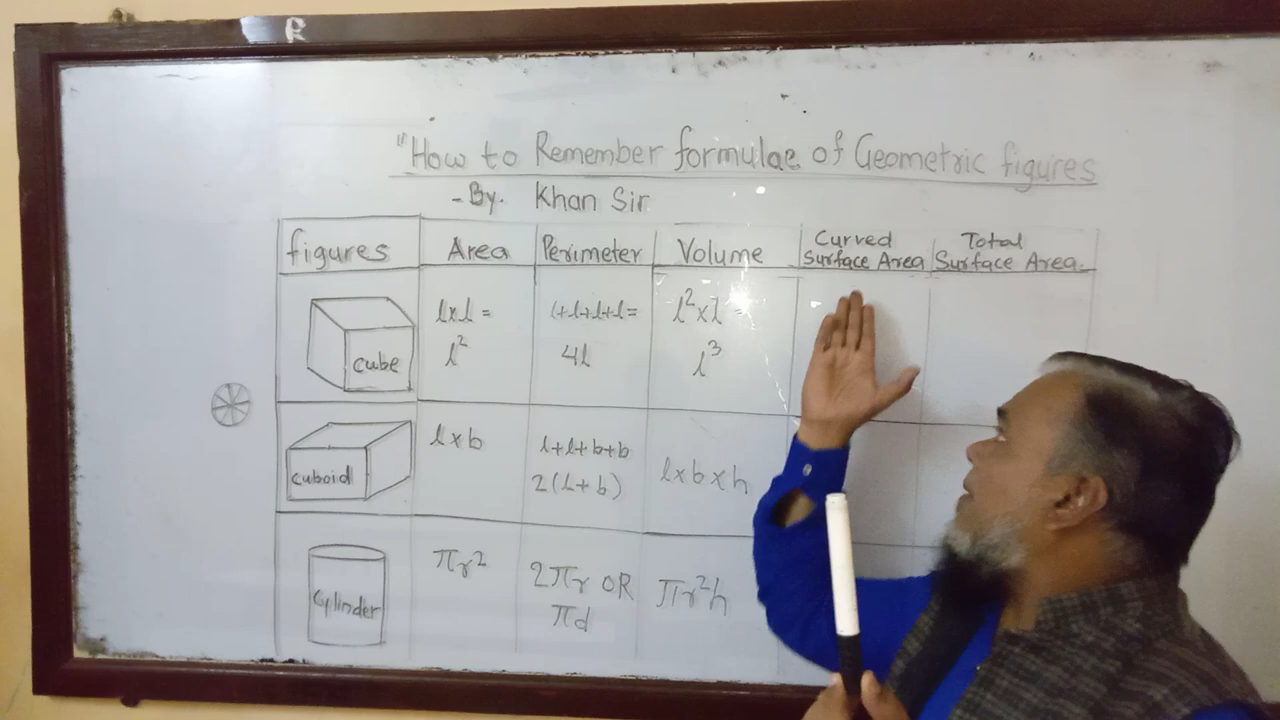 R
"How to Remember formulae of Geometric figures
- By. Khan Sir
figures Area Perimeter Volume Curved Surface Area Total Surface Area.
l×l = l+l+l+l= l²×l =
cube l² 4l l³
l×b l+l+b+b
cuboid 2(l+b) l×b×h
πr² 2πr OR πr²h
Cylinder πd